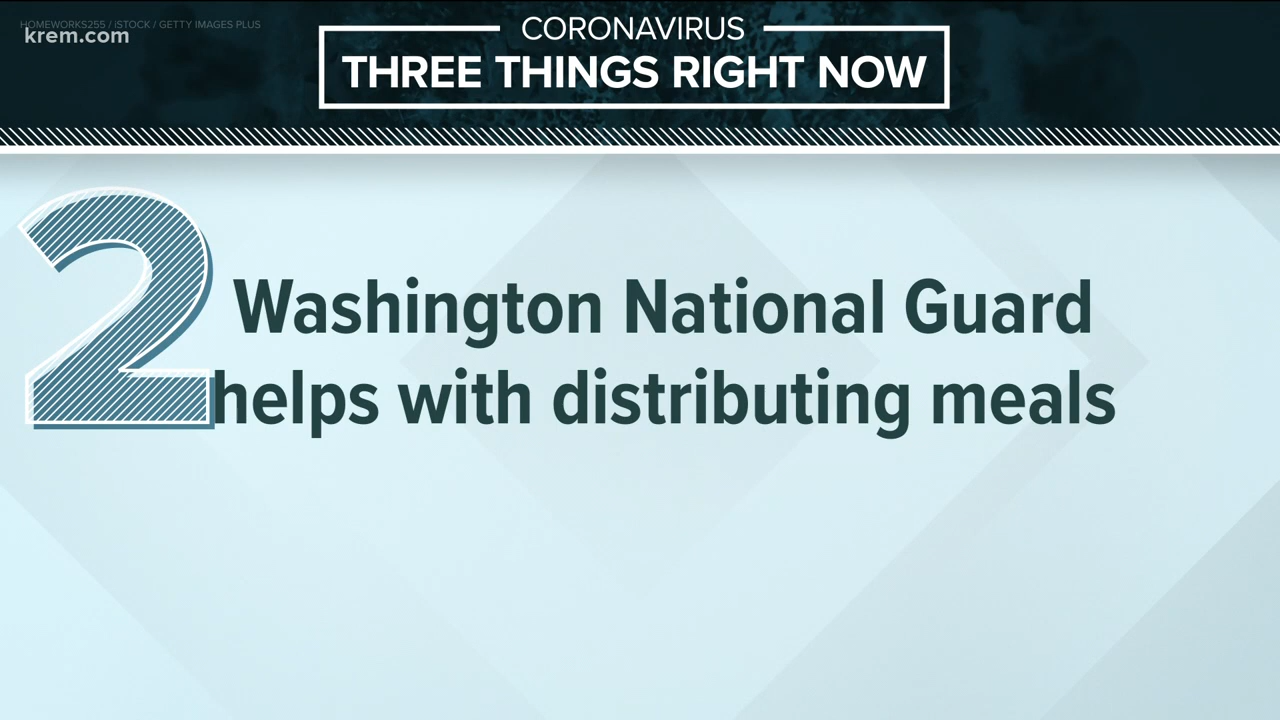 HOMEWORKS255 / iSTOCK / GETTY IMAGES PLUS
krem.com
CORONAVIRUS
THREE THINGS RIGHT NOW
2
Washington National Guard
helps with distributing meals